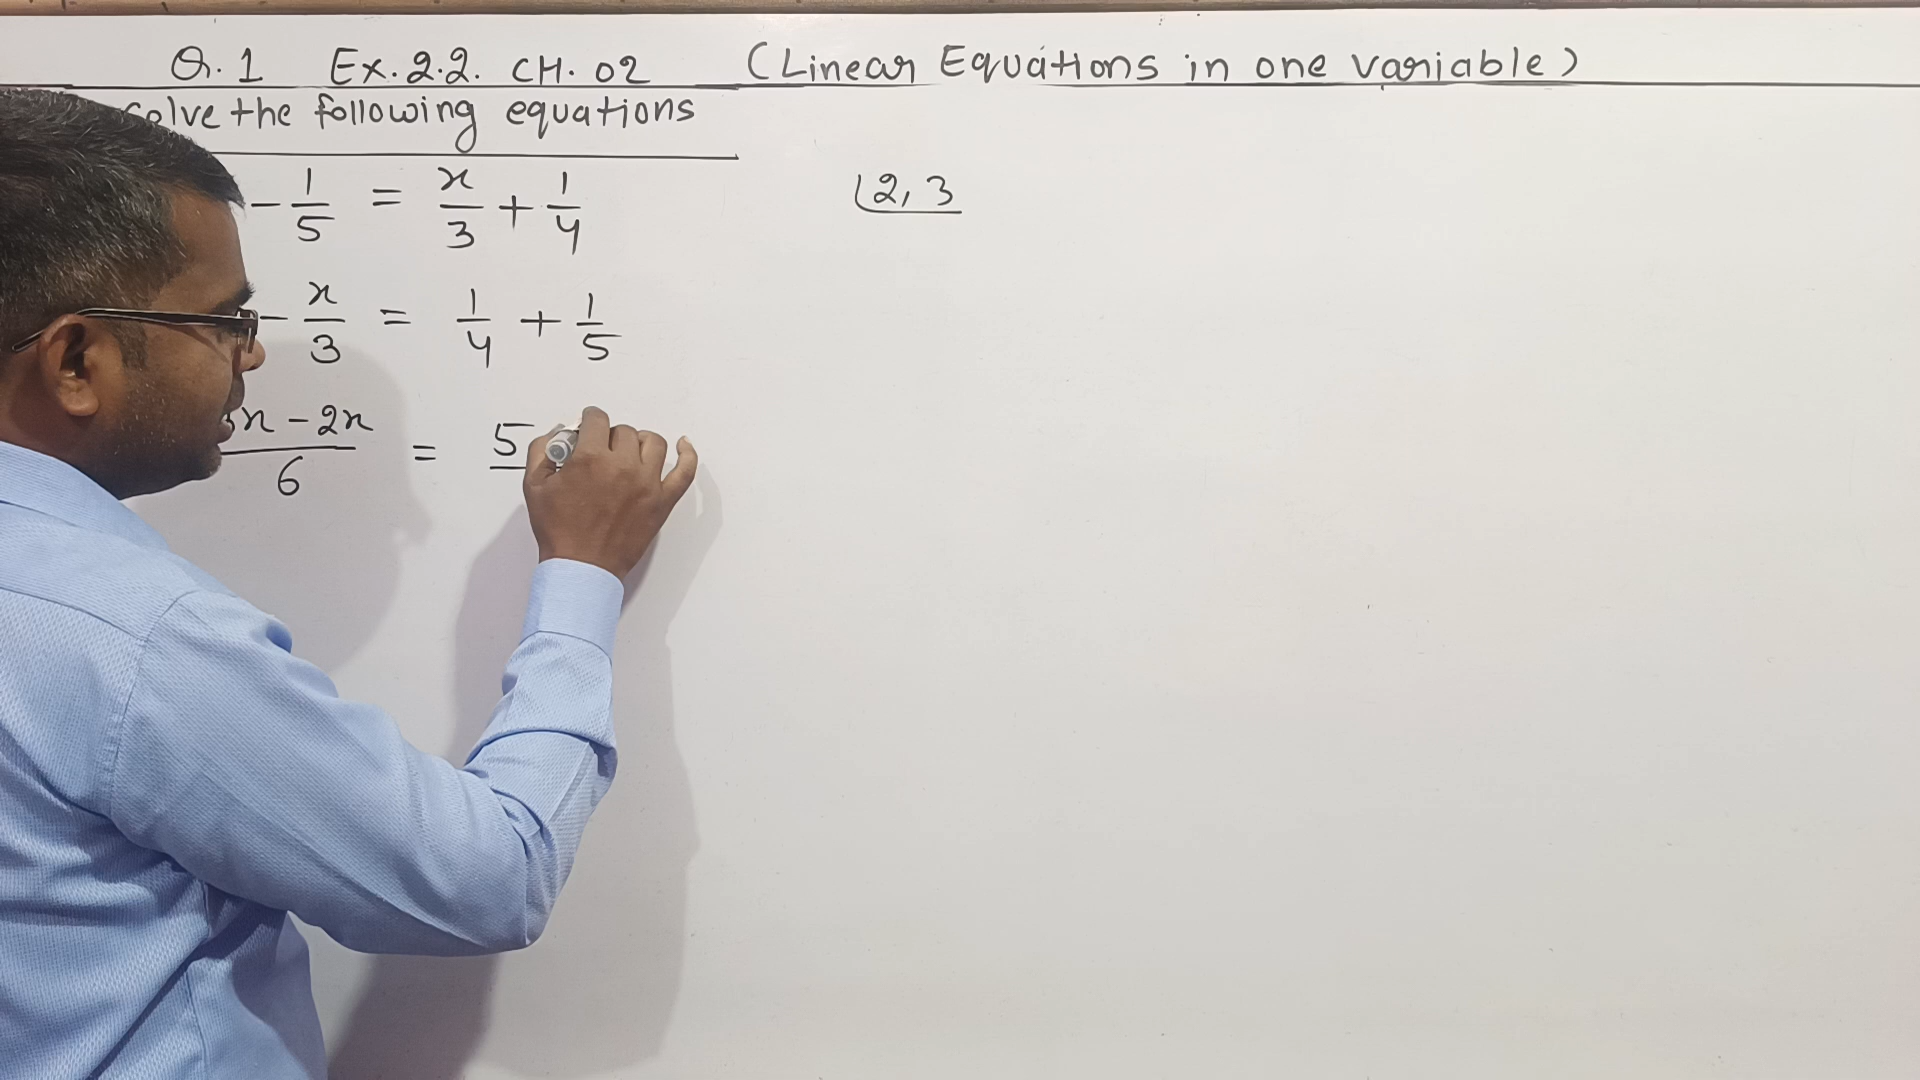 Q. 1 Ex. 2.2. CH. 02 (Linear Equations in one variable)
solve the following equations
- 1/5 = x/3 + 1/4
2, 3
- x/3 = 1/4 + 1/5
3x - 2x / 6 = 5